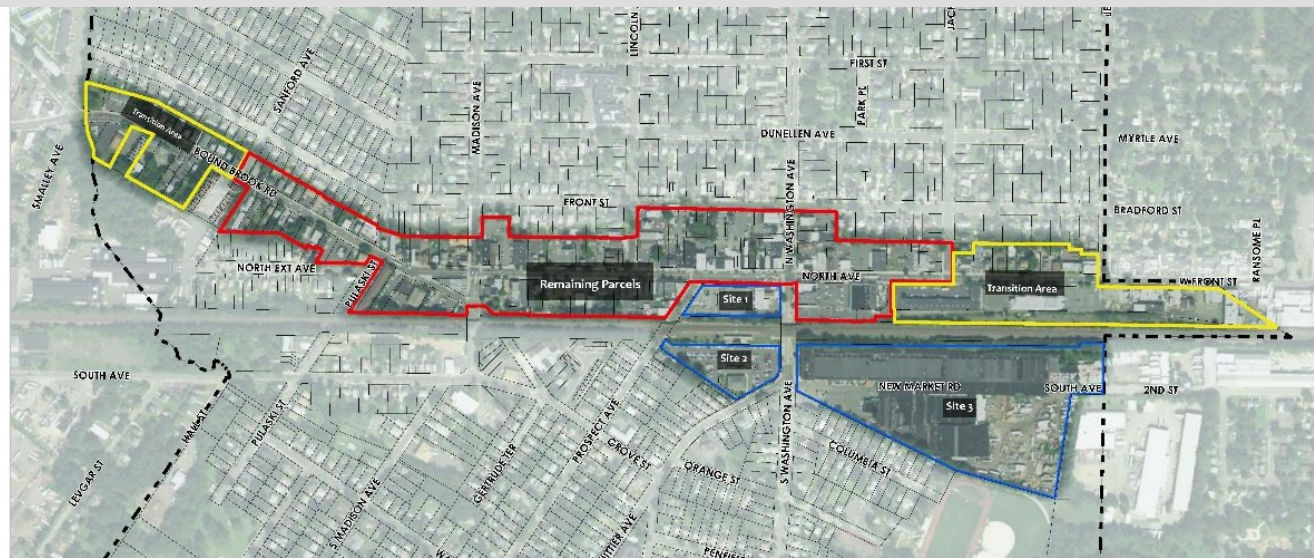 LINCOLN
JACK
FIRST ST
SANFORD AVE
MADISON AVE
PARK PL
DUNELLEN AVE
MYRTLE AVE
Transition Area
BOUND BROOK RD
SMALLEY AVE
FRONT ST
N WASHINGTON AVE
BRADFORD ST
RANSOME PL
NORTH EXT AVE
PULASKI ST
Remaining Parcels
NORTH AVE
Transition Area
W FRONT ST
Site 1
Site 2
SOUTH AVE
NEW MARKET RD
SOUTH AVE
2ND ST
Site 3
HALL ST
PULASKI ST
PROSPECT AVE
S WASHINGTON AVE
COLUMBIA ST
GROVE ST
ORANGE ST
LEVGAR ST
S MADISON AVE
GERTRUDE TER